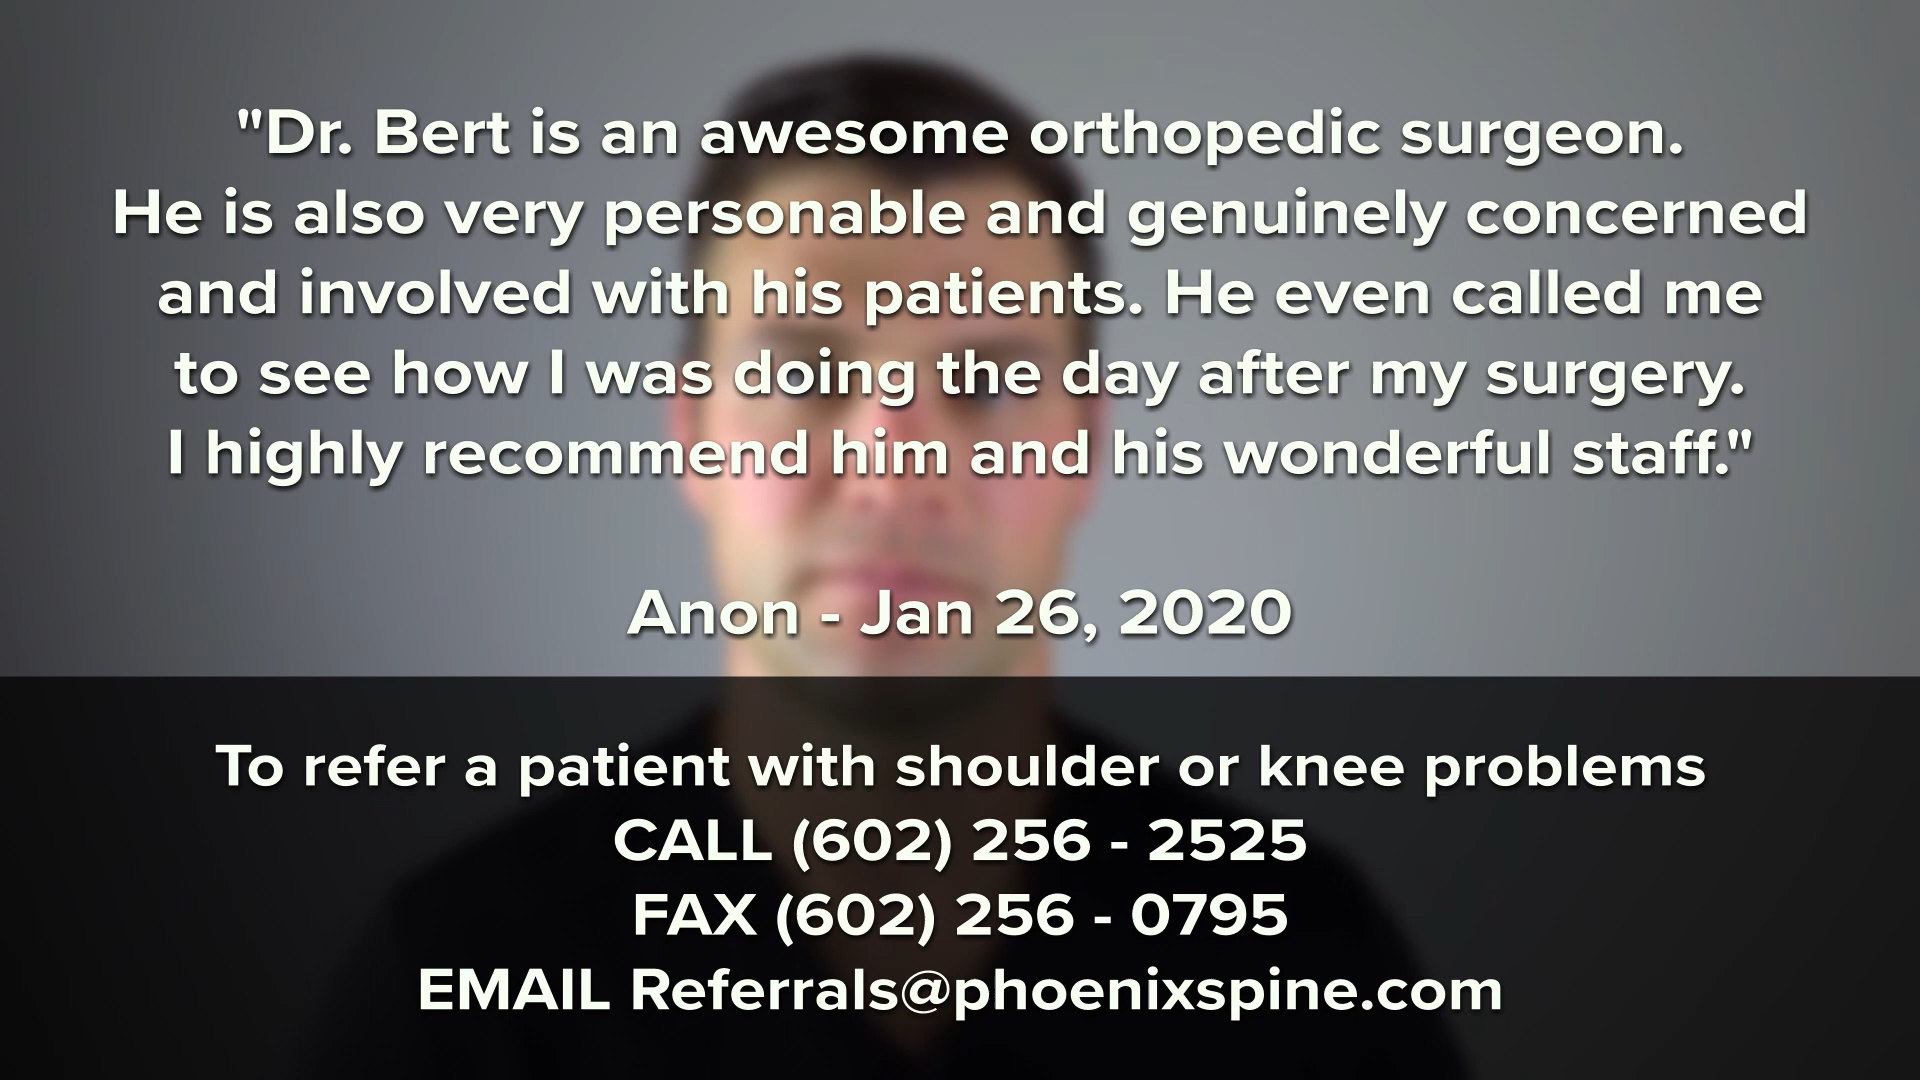 "Dr. Bert is an awesome orthopedic surgeon.
He is also very personable and genuinely concerned
and involved with his patients. He even called me
to see how I was doing the day after my surgery.
I highly recommend him and his wonderful staff."
Anon - Jan 26, 2020
To refer a patient with shoulder or knee problems
CALL (602) 256 - 2525
FAX (602) 256 - 0795
EMAIL Referrals@phoenixspine.com